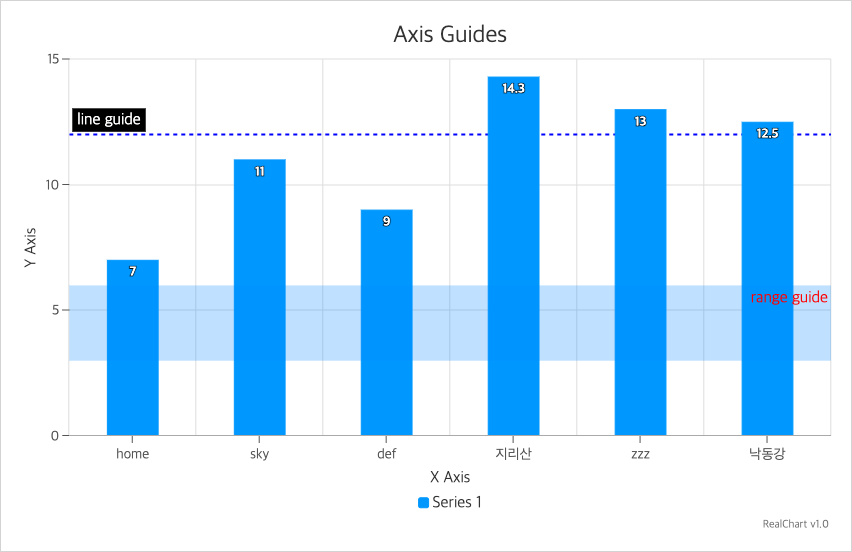 Axis Guides
15
14.3
line guide
13
12.5
11
10
9
Y Axis
7
range guide
5
0
home sky def 지리산 zzz 낙동강
X Axis
Series 1
RealChart v1.0